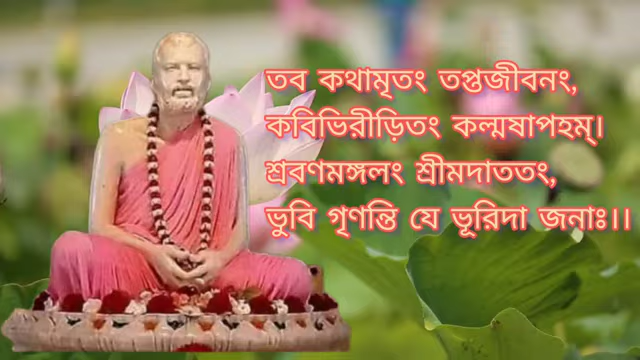 তব কথামৃতং তপ্তজীবনং,
কবিভিরীড়িতং কল্মষাপহম্।
শ্রবণমঙ্গলং শ্রীমদাততং,
ভুবি গৃণন্তি যে ভূরিদা জনাঃ।।